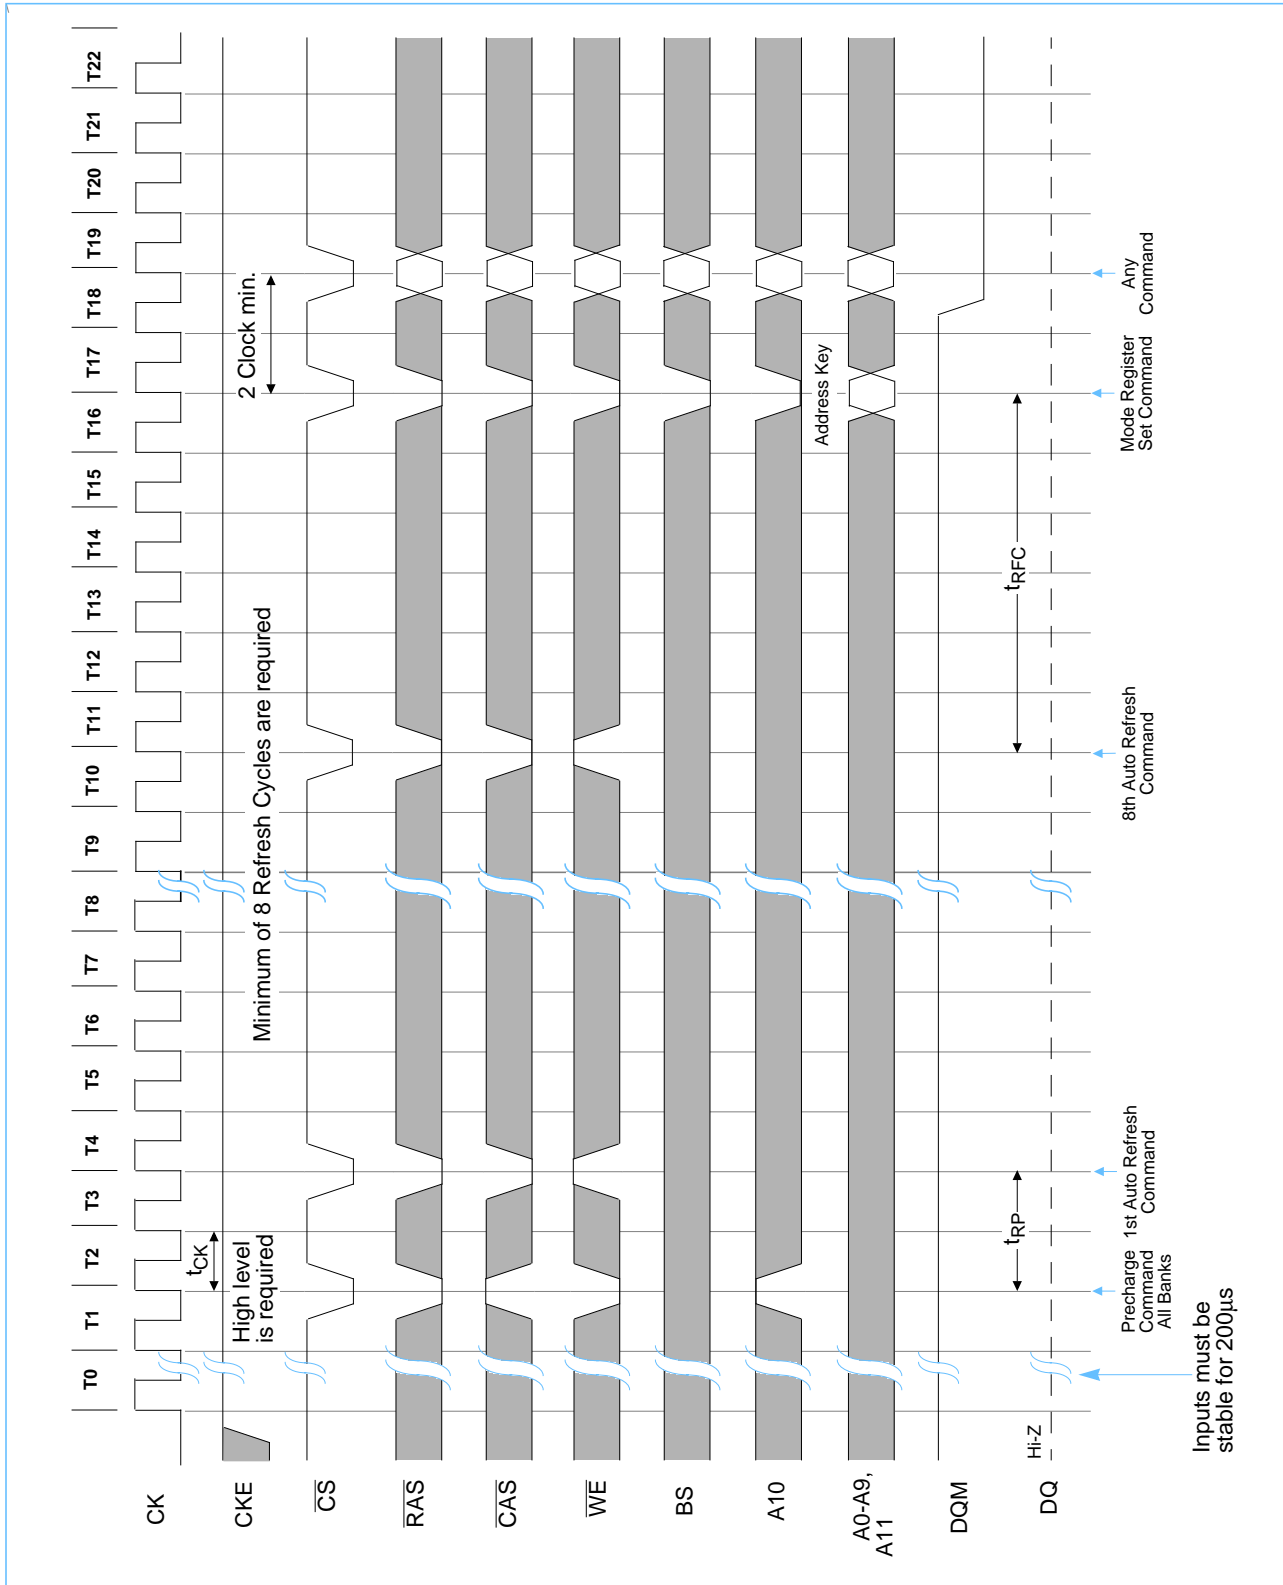 T0 T1 T2 T3 T4 T5 T6 T7 T8 T9 T10 T11 T12 T13 T14 T15 T16 T17 T18 T19 T20 T21 T22
CK
tCK
2 Clock min.
CKE
High level
is required
Minimum of 8 Refresh Cycles are required
CS
RAS
CAS
WE
BS
A10
Address Key
A0-A9,
A11
DQM
tRP
tRFC
Hi-Z
DQ
Precharge
Command
All Banks
1st Auto Refresh
Command
8th Auto Refresh
Command
Mode Register
Set Command
Any
Command
Inputs must be
stable for 200μs